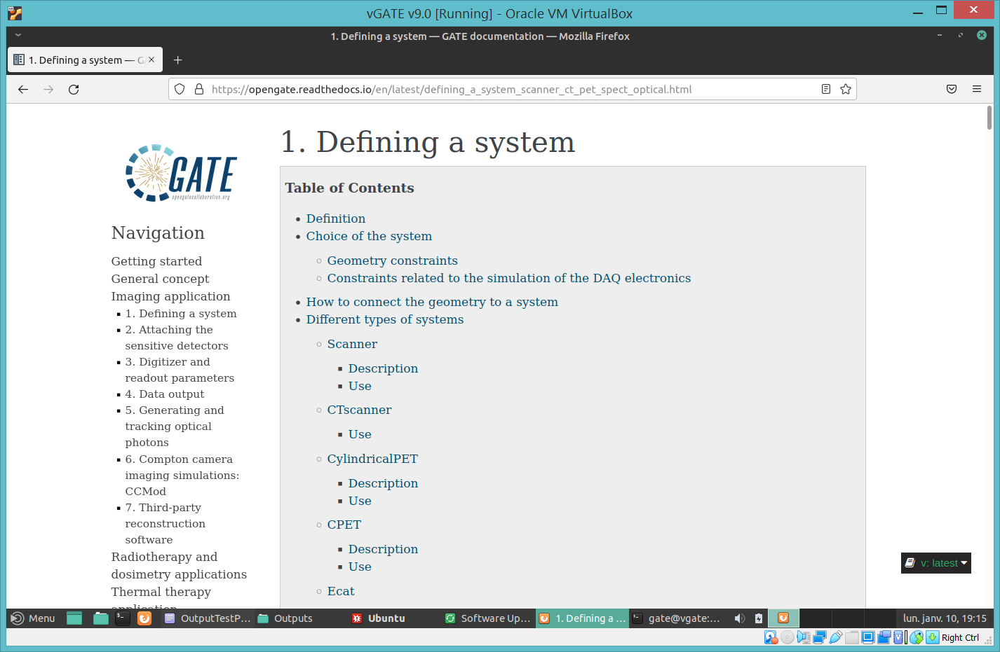 vGATE v9.0 [Running] - Oracle VM VirtualBox
1. Defining a system — GATE documentation — Mozilla Firefox
1. Defining a system — GA
https://opengate.readthedocs.io/en/latest/defining_a_system_scanner_ct_pet_spect_optical.html
GATE
opengatecollaboration.org
Navigation
Getting started
General concept
Imaging application
1. Defining a system
2. Attaching the
sensitive detectors
3. Digitizer and
readout parameters
4. Data output
5. Generating and
tracking optical
photons
6. Compton camera
imaging simulations:
CCMod
7. Third-party
reconstruction
software
Radiotherapy and
dosimetry applications
Thermal therapy
application
1. Defining a system
Table of Contents
Definition
Choice of the system
Geometry constraints
Constraints related to the simulation of the DAQ electronics
How to connect the geometry to a system
Different types of systems
Scanner
Description
Use
CTscanner
Use
CylindricalPET
Description
Use
CPET
Description
Use
Ecat
v: latest
Menu
OutputTestP...
Outputs
Ubuntu
Software Up...
1. Defining a ...
gate@vgate:...
lun. janv. 10, 19:15
Right Ctrl